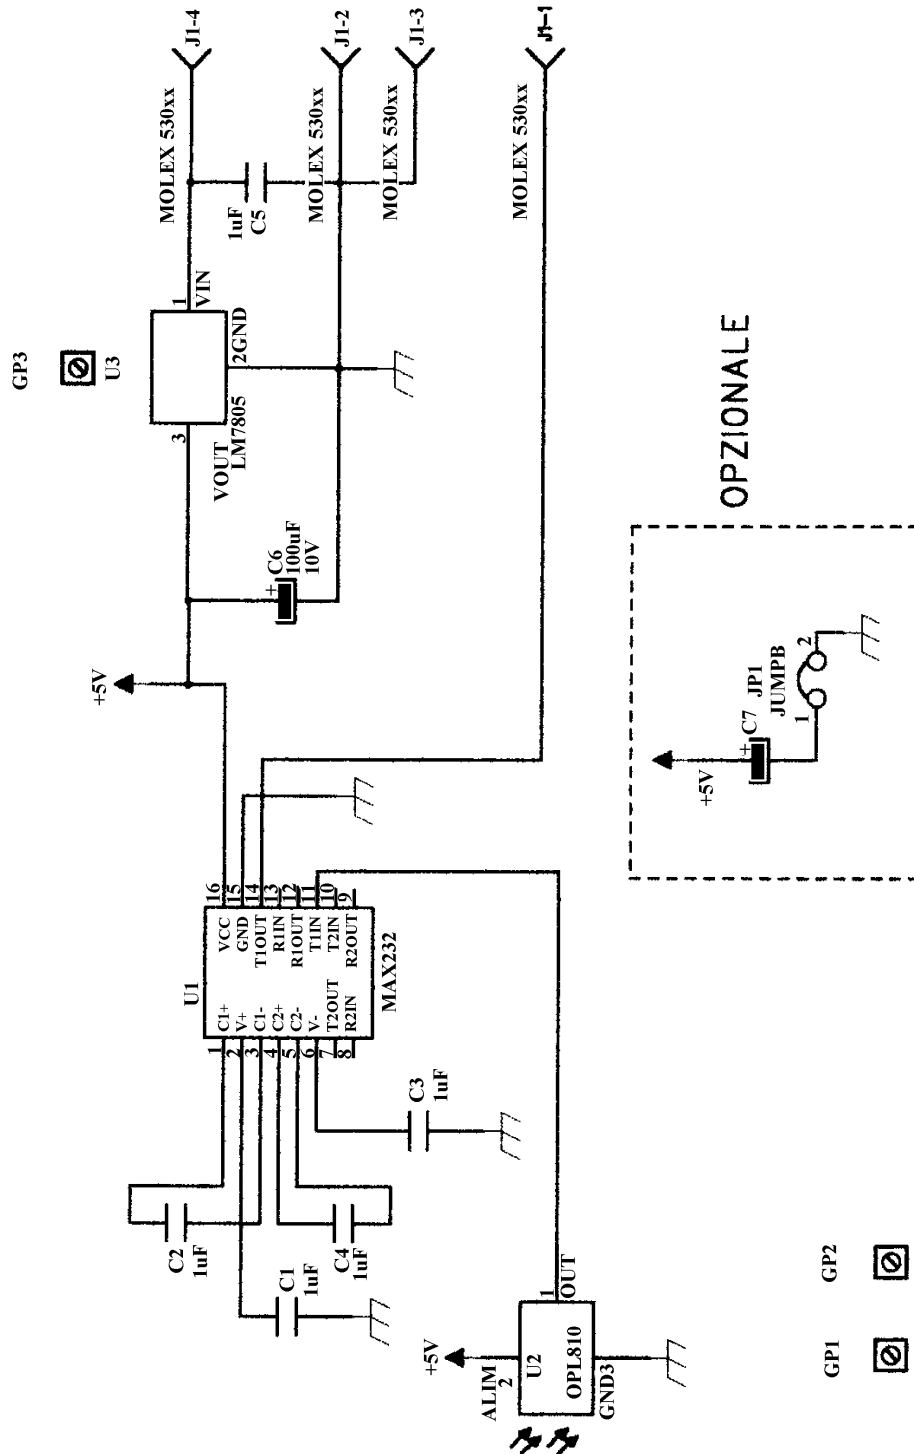 GP3
U3
J1-4
MOLEX 530xx
J1-2
MOLEX 530xx
J1-3
MOLEX 530xx
J1-1
MOLEX 530xx
1uF
C5
1
VIN
2GND
3
VOUT
LM7805
+
C6
100uF
10V
+5V
OPZIONALE
+5V
+
C7
JP1
JUMPB
1
2
U1
MAX232
16
15
14
13
12
11
10
9
VCC
GND
T1OUT
R1IN
R1OUT
T1IN
T2IN
R2OUT
C1+
V+
C1-
C2+
C2-
V-
T2OUT
R2IN
1
2
3
4
5
6
7
8
C3
1uF
C2
1uF
C4
1uF
C1
1uF
+5V
ALIM
2
U2
OPL810
GND3
1
OUT
GP2
GP1